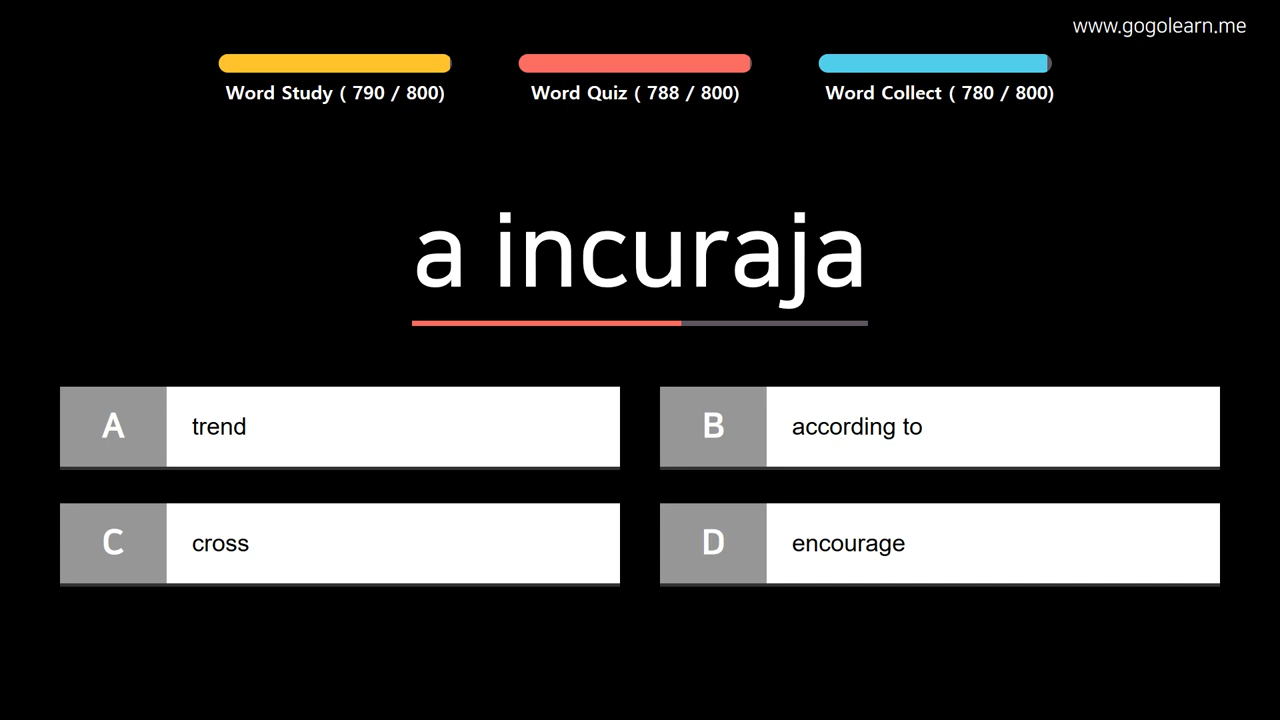 www.gogolearn.me
Word Study ( 790 / 800)
Word Quiz ( 788 / 800)
Word Collect ( 780 / 800)
a incuraja
A trend
B according to
C cross
D encourage